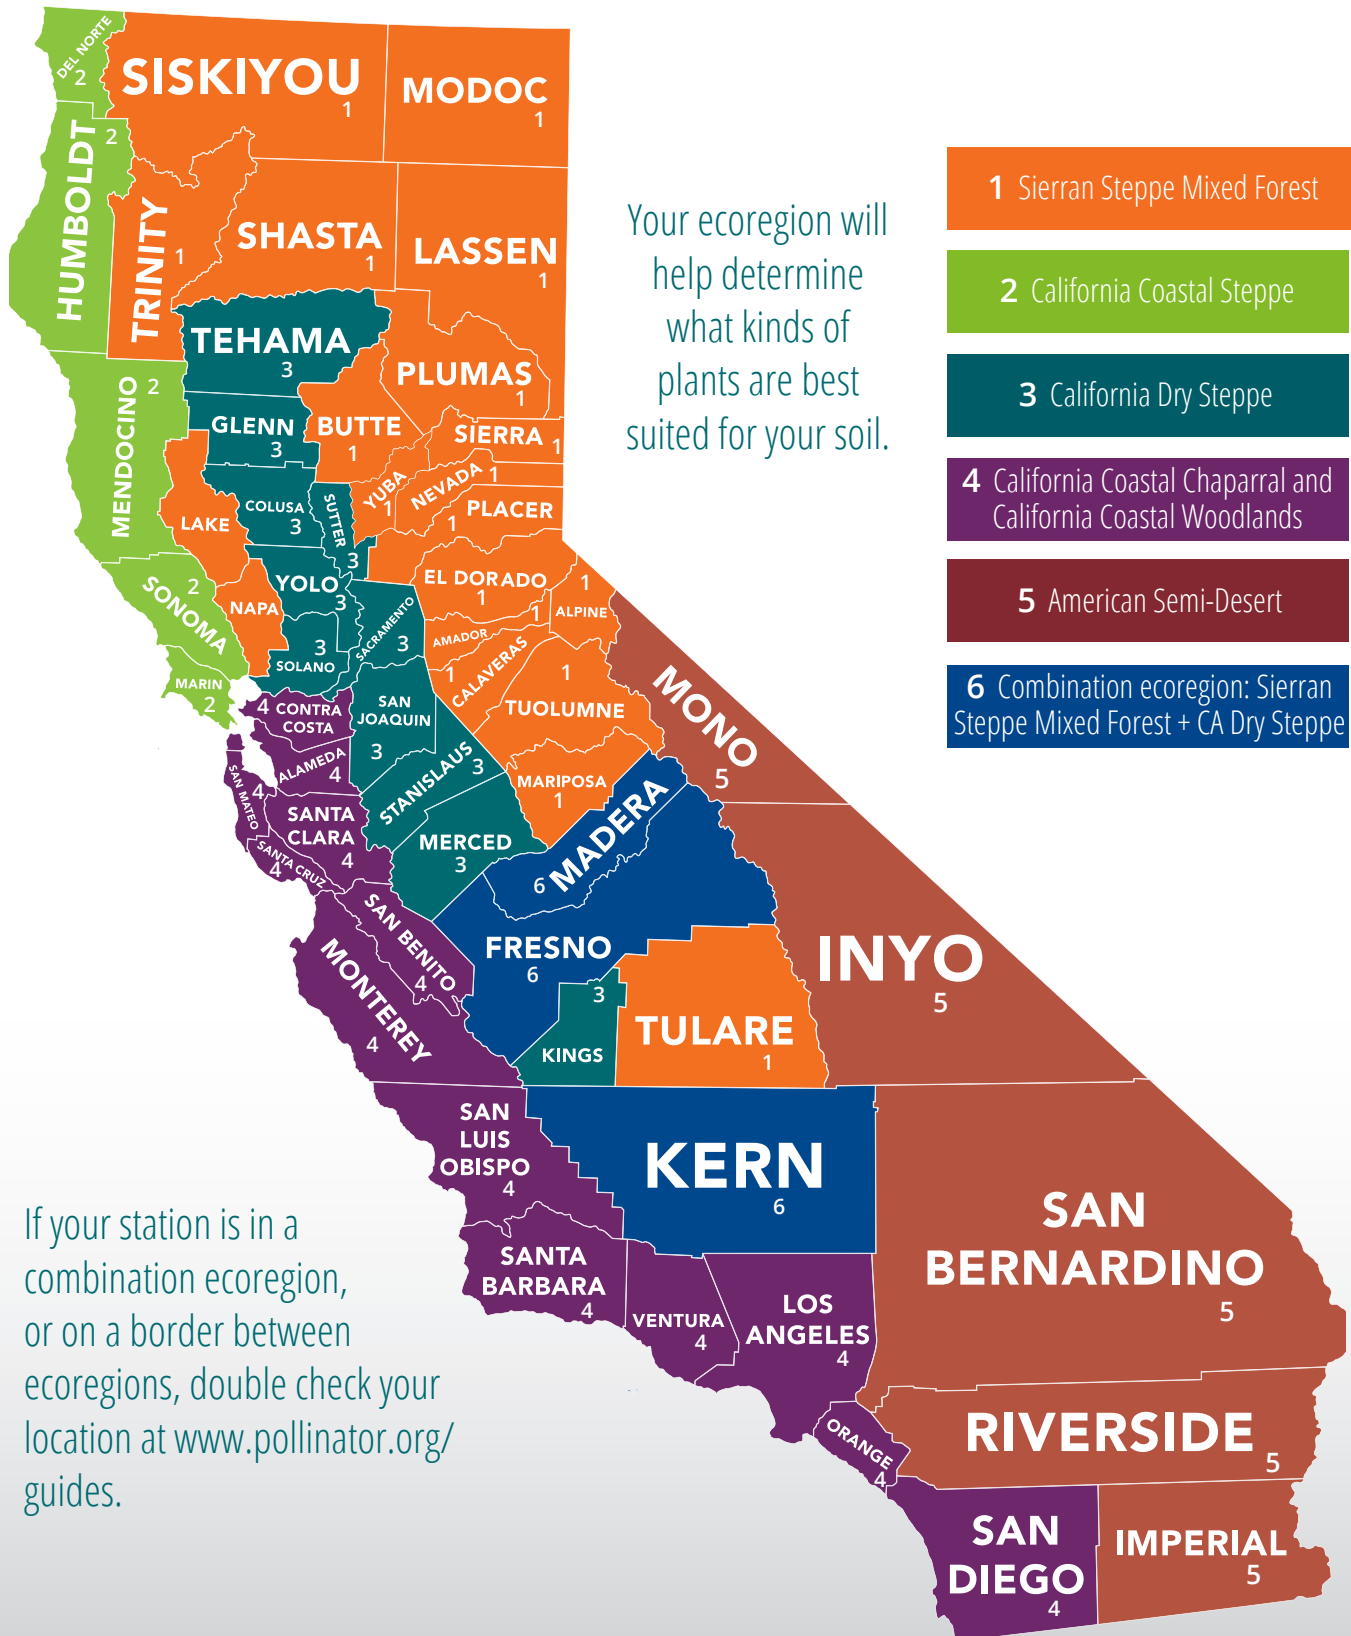 DEL NORTE
2
SISKIYOU
1
MODOC
1
HUMBOLDT
2
TRINITY
1
SHASTA
1
LASSEN
1
TEHAMA
3
PLUMAS
1
MENDOCINO
2
GLENN
3
BUTTE
1
SIERRA
1
YUBA
1
NEVADA
1
LAKE
COLUSA
3
SUTTER
3
PLACER
1
SONOMA
2
NAPA
YOLO
3
EL DORADO
1
ALPINE
1
SACRAMENTO
3
AMADOR
1
SOLANO
3
CALAVERAS
1
MARIN
2
CONTRA
COSTA
4
SAN
JOAQUIN
3
TUOLUMNE
1
MONO
5
ALAMEDA
4
STANISLAUS
3
MARIPOSA
1
SAN MATEO
4
SANTA
CLARA
4
MERCED
3
MADERA
6
SANTA CRUZ
4
SAN BENITO
4
FRESNO
6
INYO
5
MONTEREY
4
KINGS
3
TULARE
1
SAN
LUIS
OBISPO
4
KERN
6
SAN
BERNARDINO
5
SANTA
BARBARA
4
VENTURA
4
LOS
ANGELES
4
ORANGE
4
RIVERSIDE
5
SAN
DIEGO
4
IMPERIAL
5
Your ecoregion will
help determine
what kinds of
plants are best
suited for your soil.
1 Sierran Steppe Mixed Forest
2 California Coastal Steppe
3 California Dry Steppe
4 California Coastal Chaparral and
California Coastal Woodlands
5 American Semi-Desert
6 Combination ecoregion: Sierran
Steppe Mixed Forest + CA Dry Steppe
If your station is in a
combination ecoregion,
or on a border between
ecoregions, double check your
location at www.pollinator.org/
guides.